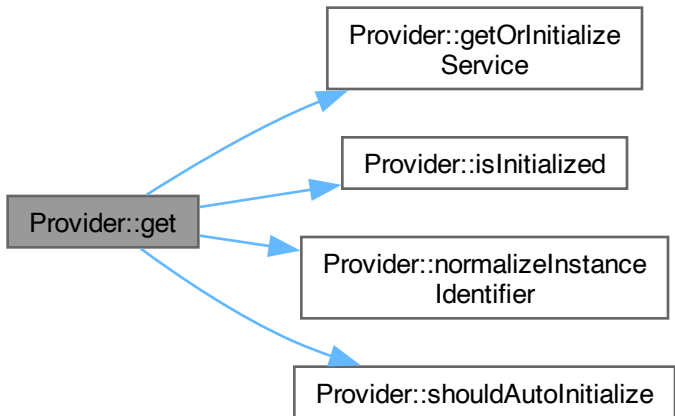 Provider::getOrInitialize
Service
Provider::isInitialized
Provider::get
Provider::normalizeInstance
Identifier
Provider::shouldAutoInitialize